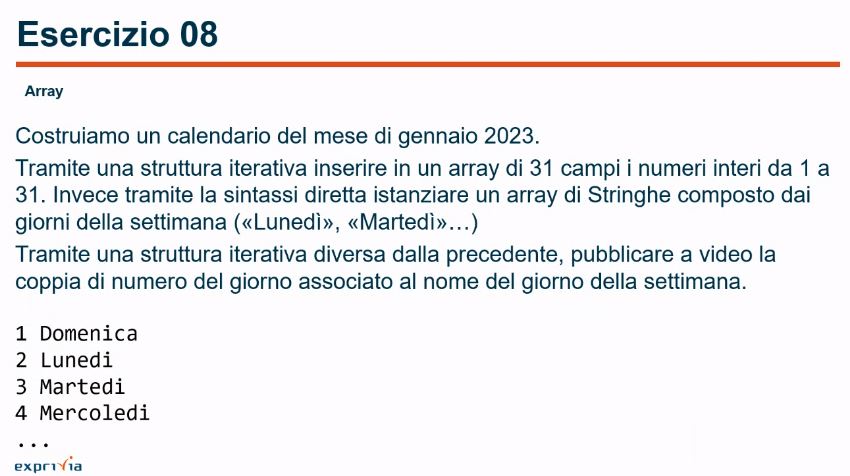 Esercizio 08
Array
Costruiamo un calendario del mese di gennaio 2023.
Tramite una struttura iterativa inserire in un array di 31 campi i numeri interi da 1 a
31. Invece tramite la sintassi diretta istanziare un array di Stringhe composto dai
giorni della settimana («Lunedì», «Martedì»…)
Tramite una struttura iterativa diversa dalla precedente, pubblicare a video la
coppia di numero del giorno associato al nome del giorno della settimana.
1 Domenica
2 Lunedi
3 Martedi
4 Mercoledi
...
exprivia